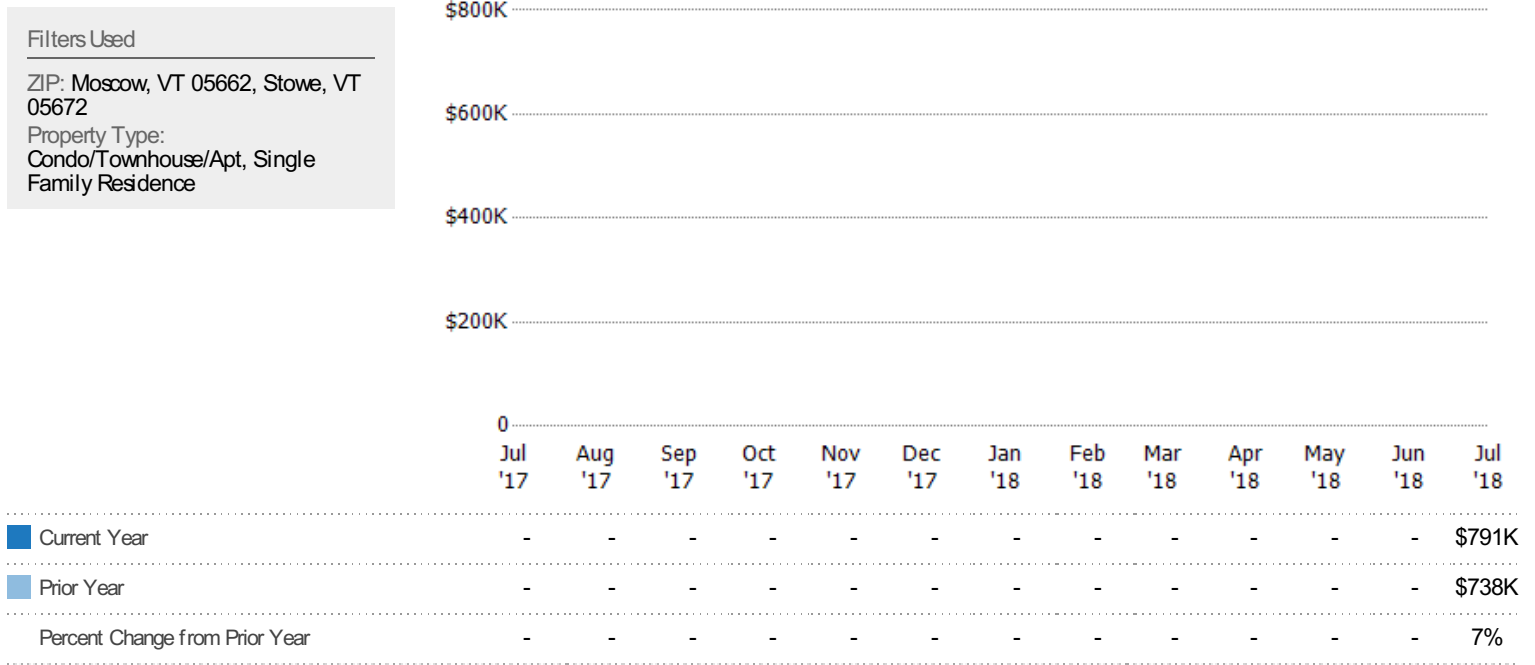 Filters Used
ZIP: Moscow, VT 05662, Stowe, VT
05672
Property Type:
Condo/Townhouse/Apt, Single
Family Residence
$800K
$600K
$400K
$200K
0
Jul Aug Sep Oct Nov Dec Jan Feb Mar Apr May Jun Jul
'17 '17 '17 '17 '17 '17 '18 '18 '18 '18 '18 '18 '18
Current Year - - - - - - - - - - - - $791K
Prior Year - - - - - - - - - - - - $738K
Percent Change from Prior Year - - - - - - - - - - - - 7%